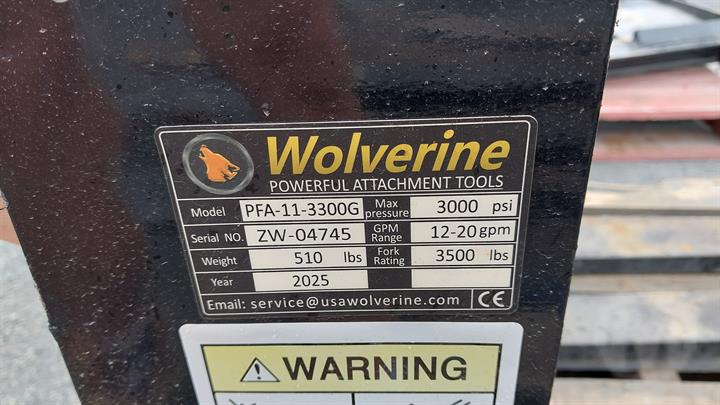 Wolverine
POWERFUL ATTACHMENT TOOLS
Model PFA-11-3300G Max pressure 3000 psi
Serial NO. ZW-04745 GPM Range 12-20 gpm
Weight 510 lbs Fork Rating 3500 lbs
Year 2025
Email: service@usawolverine.com CE
WARNING